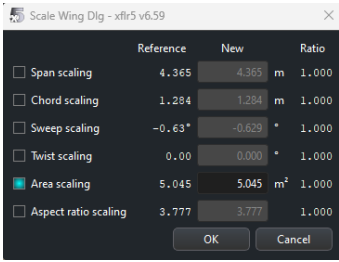 Scale Wing Dlg - xflr5 v6.59
Reference New Ratio
Span scaling 4.365 4.365 m 1.000
Chord scaling 1.284 1.284 m 1.000
Sweep scaling -0.63° -0.629 ° 1.000
Twist scaling 0.00 0.000 ° 1.000
Area scaling 5.045 5.045 m² 1.000
Aspect ratio scaling 3.777 3.777 1.000
OK Cancel